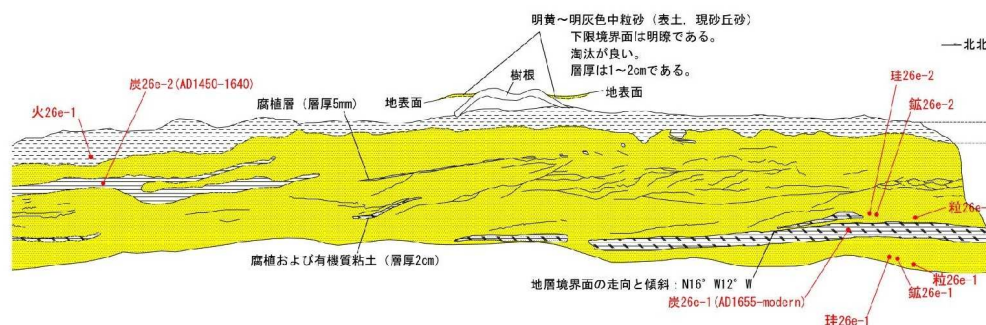 明黄～明灰色中粒砂（表土，現砂丘砂）
下限境界面は明瞭である。
淘汰が良い。
層厚は1～2cmである。
北北
炭26e-2(AD1450-1640)
樹根
珪26e-2
火26e-1
腐植層（層厚5mm）
地表面
地表面
鉱26e-2
粒26e-
腐植および有機質粘土（層厚2cm）
地層境界面の走向と傾斜：N16°W12°W
炭26e-1(AD1655-modern)
粒26e-1
鉱26e-1
珪26e-1